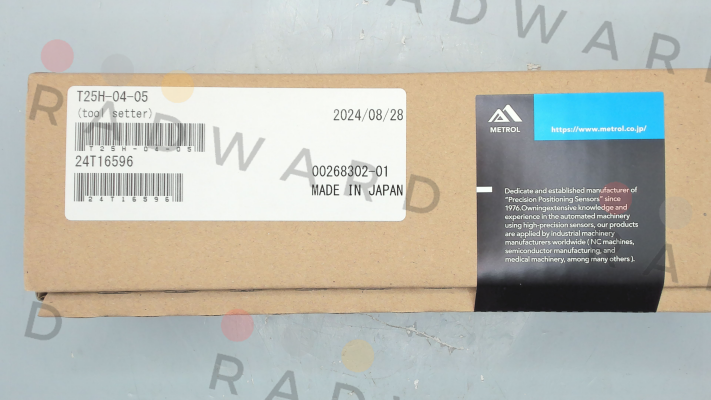 RADWARD
T25H-04-05
(tool setter)
2024/08/28
T25H-04-05
24T16596
00268302-01
MADE IN JAPAN
24T16596
METROL
https://www.metrol.co.jp/
Dedicate and established manufacturer of
"Precision Positioning Sensors" since
1976.Owningextensive knowledge and
experience in the automated machinery
using high-precision sensors, our products
are applied by industrial machinery
manufacturers worldwide ( NC machines,
semiconductor manufacturing, and
medical machinery, among many others ).
RADWARD
RADWA
D
RADWARD